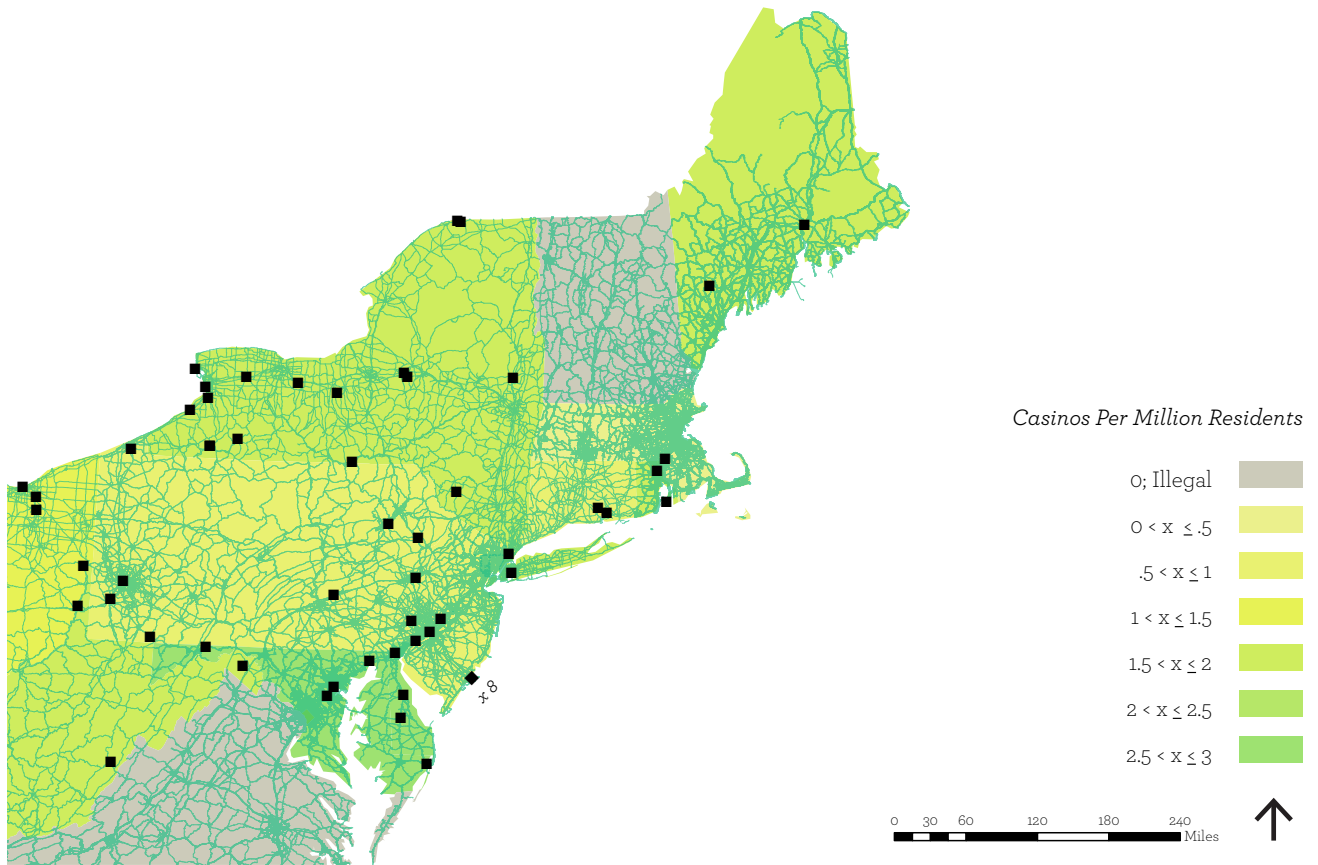 Casinos Per Million Residents
0; Illegal
0 < x ≤ .5
.5 < x ≤ 1
1 < x ≤ 1.5
1.5 < x ≤ 2
2 < x ≤ 2.5
2.5 < x ≤ 3
x 8
0 30 60 120 180 240
Miles